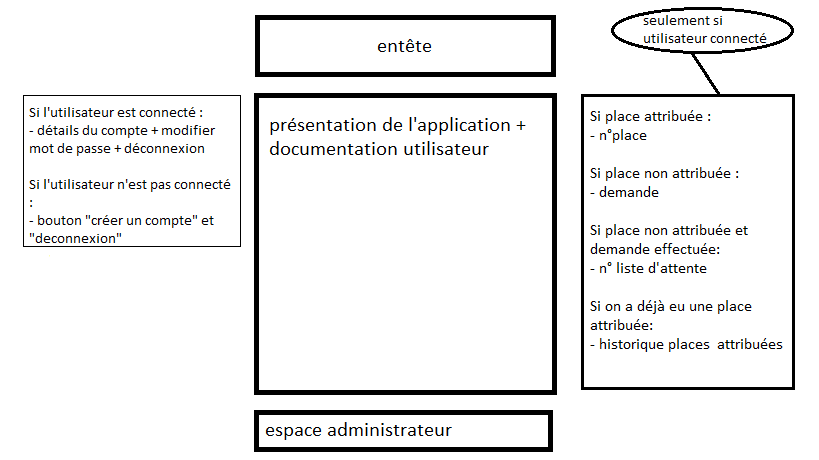 entête
Si l'utilisateur est connecté :
- détails du compte + modifier
mot de passe + déconnexion
Si l'utilisateur n'est pas connecté
:
- bouton "créer un compte" et
"deconnexion"
présentation de l'application +
documentation utilisateur
seulement si
utilisateur connecté
Si place attribuée :
- n°place
Si place non attribuée :
- demande
Si place non attribuée et
demande effectuée:
- n° liste d'attente
Si on a déjà eu une place
attribuée:
- historique places attribuées
espace administrateur